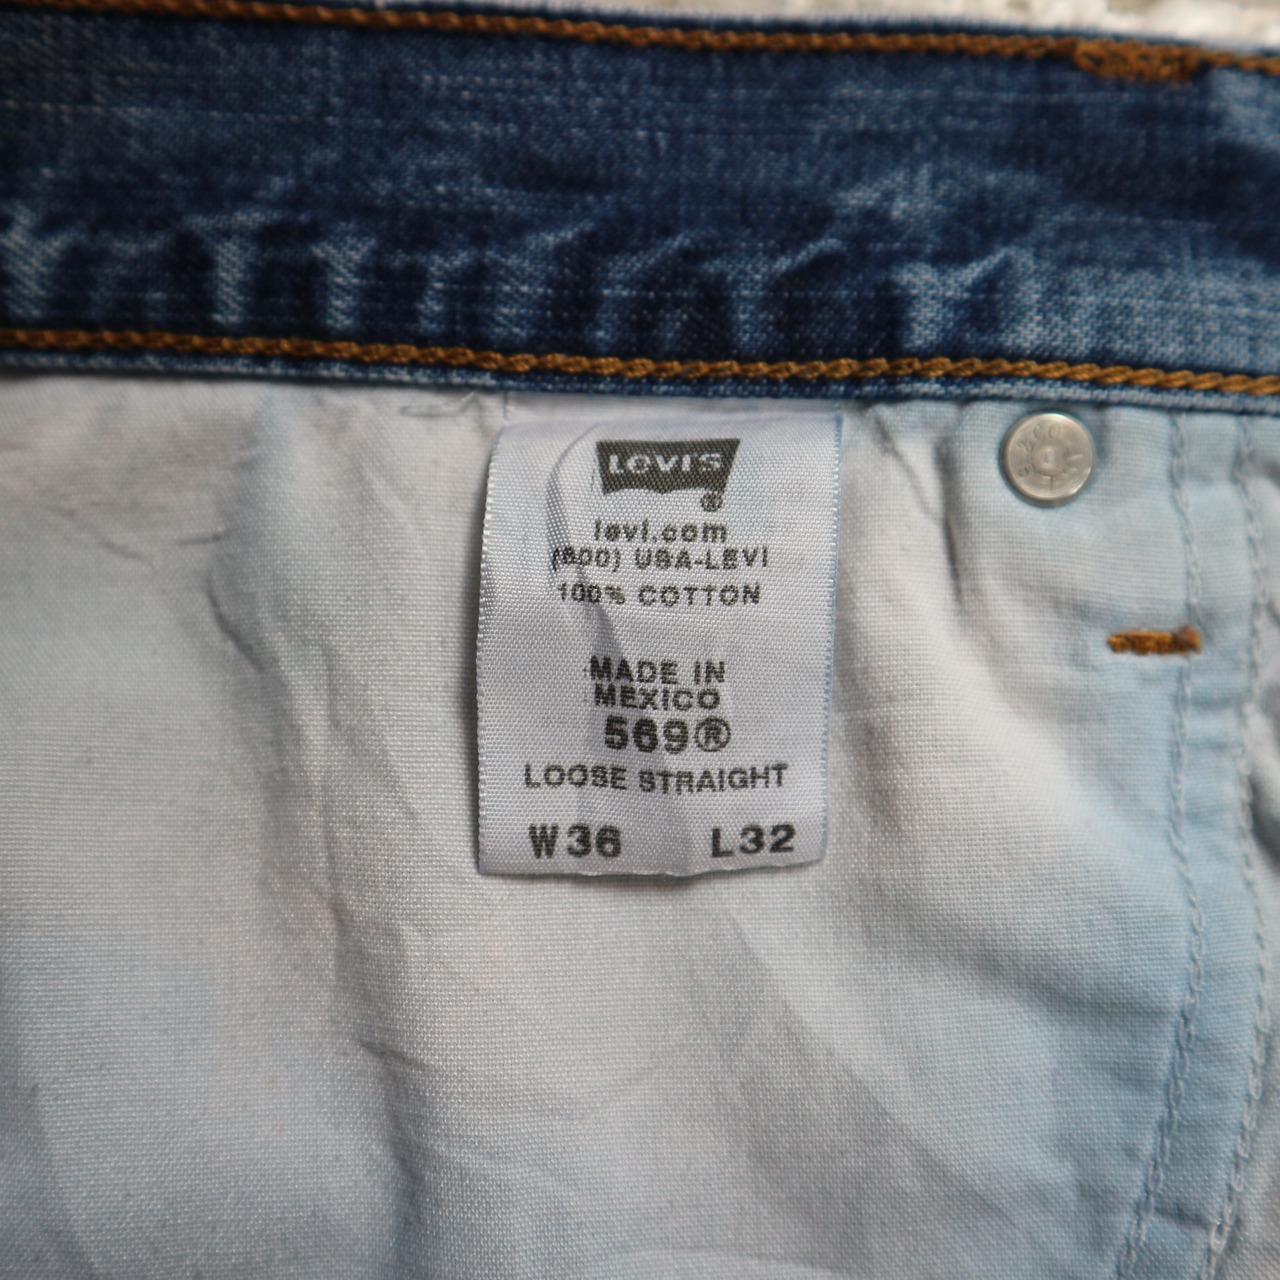 LEVI'S
®
levi.com
(800) USA-LEVI
100% COTTON
MADE IN
MEXICO
569®
LOOSE STRAIGHT
W36 L32